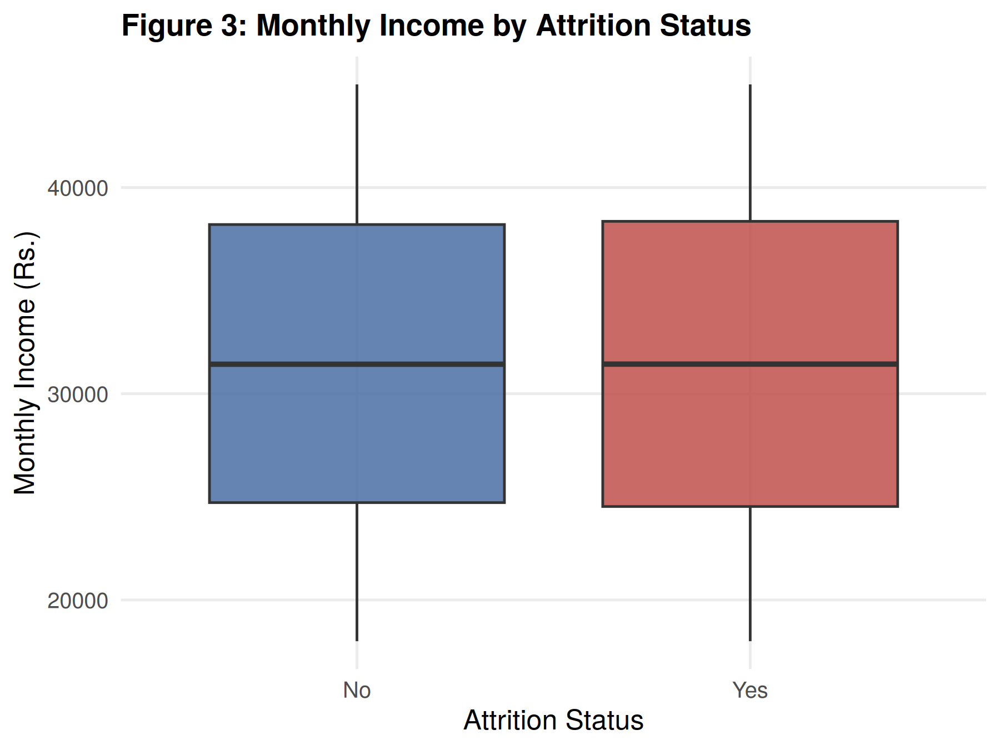 Figure 3: Monthly Income by Attrition Status
Monthly Income (Rs.)
40000
30000
20000
No
Yes
Attrition Status